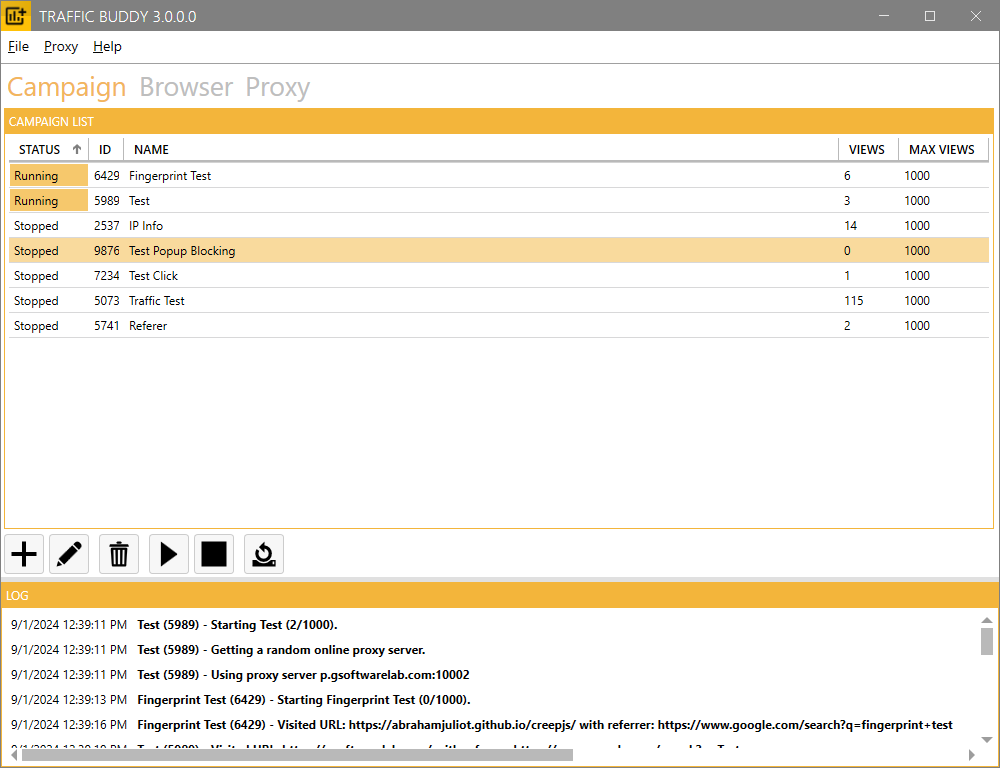 TRAFFIC BUDDY 3.0.0.0
File Proxy Help
Campaign Browser Proxy
CAMPAIGN LIST
STATUS ID NAME VIEWS MAX VIEWS
Running 6429 Fingerprint Test 6 1000
Running 5989 Test 3 1000
Stopped 2537 IP Info 14 1000
Stopped 9876 Test Popup Blocking 0 1000
Stopped 7234 Test Click 1 1000
Stopped 5073 Traffic Test 115 1000
Stopped 5741 Referer 2 1000
LOG
9/1/2024 12:39:11 PM Test (5989) - Starting Test (2/1000).
9/1/2024 12:39:11 PM Test (5989) - Getting a random online proxy server.
9/1/2024 12:39:11 PM Test (5989) - Using proxy server p.gsoftwarelab.com:10002
9/1/2024 12:39:13 PM Fingerprint Test (6429) - Starting Fingerprint Test (0/1000).
9/1/2024 12:39:16 PM Fingerprint Test (6429) - Visited URL: https://abrahamjuliot.github.io/creepjs/ with referrer: https://www.google.com/search?q=fingerprint+test